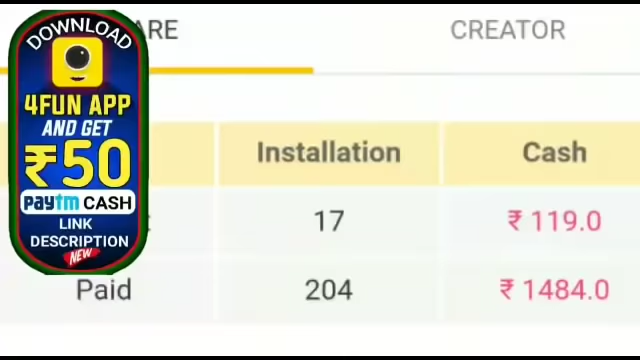 DOWNLOAD
4FUN APP
AND GET
₹50
Paytm CASH
LINK
DESCRIPTION
NEW
ARE CREATOR
Installation Cash
17 ₹ 119.0
Paid 204 ₹ 1484.0